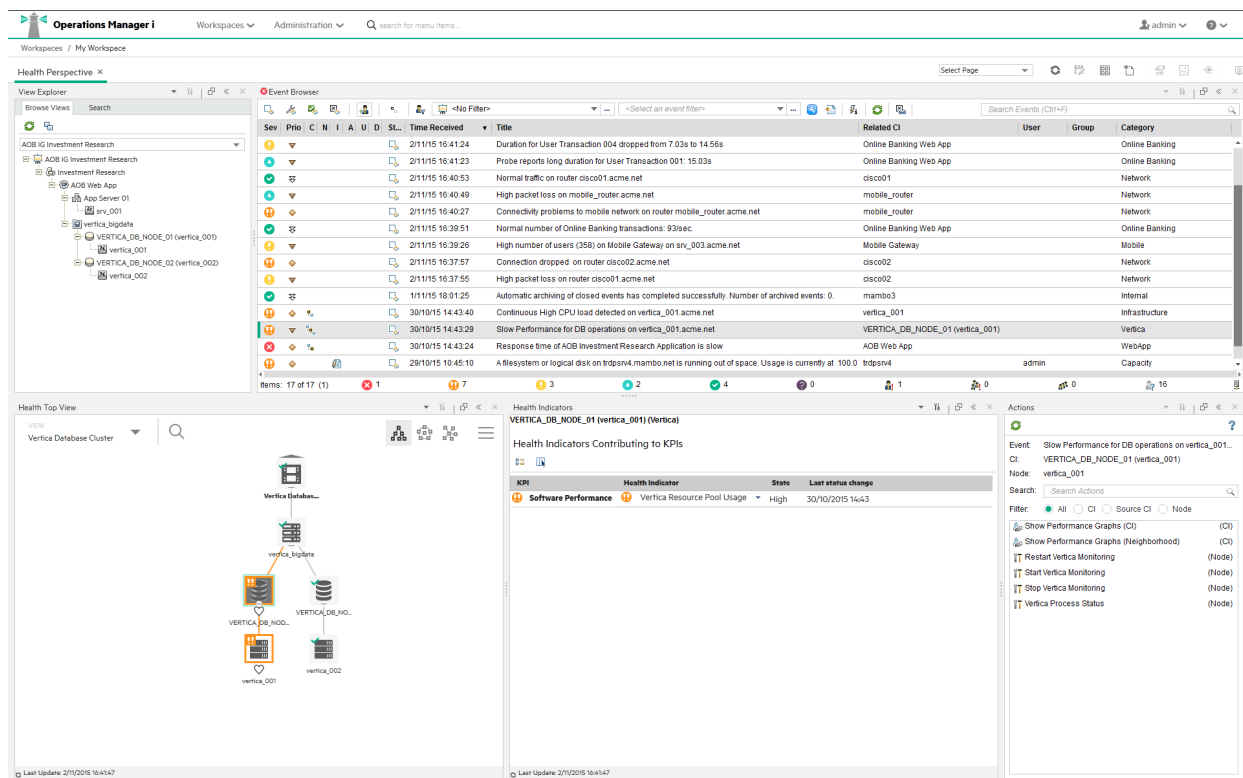 Operations Manager i Workspaces Administration search for menu items... admin
Workspaces / My Workspace
Health Perspective × Select Page
View Explorer
Browse Views Search
AOB IG Investment Research
AOB IG Investment Research
Investment Research
AOB Web App
App Server 01
srv_001
vertica_bigdata
VERTICA_DB_NODE_01 (vertica_001)
vertica_001
VERTICA_DB_NODE_02 (vertica_002)
vertica_002
Event Browser
<No Filter> ... <Select an event filter> ... Search Events (Ctrl+F)
Sev Prio C N I A U D St... Time Received Title Related CI User Group Category
2/11/15 16:41:24 Duration for User Transaction 004 dropped from 7.03s to 14.56s Online Banking Web App Online Banking
2/11/15 16:41:23 Probe reports long duration for User Transaction 001: 15.03s Online Banking Web App Online Banking
2/11/15 16:40:53 Normal traffic on router cisco01.acme.net cisco01 Network
2/11/15 16:40:49 High packet loss on mobile_router.acme.net mobile_router Network
2/11/15 16:40:27 Connectivity problems to mobile network on router mobile_router.acme.net mobile_router Network
2/11/15 16:39:51 Normal number of Online Banking transactions: 93/sec. Online Banking Web App Online Banking
2/11/15 16:39:26 High number of users (358) on Mobile Gateway on srv_003.acme.net Mobile Gateway Mobile
2/11/15 16:37:57 Connection dropped on router cisco02.acme.net cisco02 Network
2/11/15 16:37:55 High packet loss on router cisco01.acme.net cisco02 Network
1/11/15 18:01:25 Automatic archiving of closed events has completed successfully. Number of archived events: 0. mambo3 Internal
30/10/15 14:43:40 Continuous High CPU load detected on vertica_001.acme.net vertica_001 Infrastructure
30/10/15 14:43:29 Slow Performance for DB operations on vertica_001.acme.net VERTICA_DB_NODE_01 (vertica_001) Vertica
30/10/15 14:43:24 Response time of AOB Investment Research Application is slow AOB Web App WebApp
29/10/15 10:45:10 A filesystem or logical disk on trdpsrv4.mambo.net is running out of space. Usage is currently at 100.0 trdpsrv4 admin Capacity
Items: 17 of 17 (1) 1 7 3 2 4 0 1 0 0 16
Health Top View
VIEW
Vertica Database Cluster
Vertica Databas...
vertica_bigdata
VERTICA_DB_NOD...
VERTICA_DB_NO...
vertica_001
vertica_002
Last Update: 2/11/2015 16:41:47
Health Indicators
VERTICA_DB_NODE_01 (vertica_001) (Vertica)
Health Indicators Contributing to KPIs
KPI Health Indicator State Last status change
Software Performance Vertica Resource Pool Usage High 30/10/2015 14:43
Last Update: 2/11/2015 16:41:47
Actions
?
Event: Slow Performance for DB operations on vertica_001...
CI: VERTICA_DB_NODE_01 (vertica_001)
Node: vertica_001
Search: Search Actions
Filter: All CI Source CI Node
Show Performance Graphs (CI) (CI)
Show Performance Graphs (Neighborhood) (CI)
Restart Vertica Monitoring (Node)
Start Vertica Monitoring (Node)
Stop Vertica Monitoring (Node)
Vertica Process Status (Node)